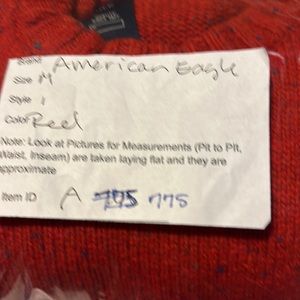 Brand American Eagle
Size M
Style 1
Color Red
Note: Look at Pictures for Measurements (Pit to PIt,
Waist, Inseam) are taken laying flat and they are
approximate
Item ID A 775